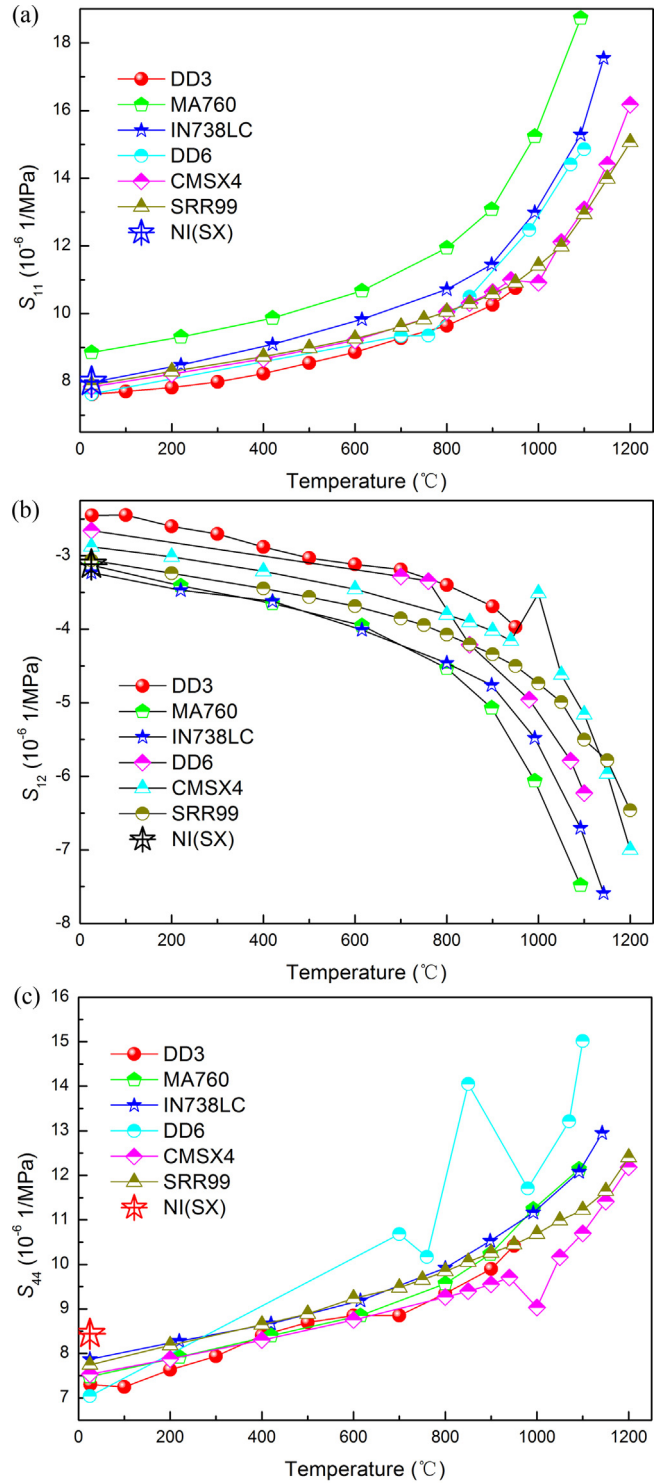 (a)
18
16
14
12
10
8
S11 (10-6 1/MPa)
DD3
MA760
IN738LC
DD6
CMSX4
SRR99
NI(SX)
0 200 400 600 800 1000 1200
Temperature (℃)
(b)
-3
-4
-5
-6
-7
-8
S12 (10-6 1/MPa)
DD3
MA760
IN738LC
DD6
CMSX4
SRR99
NI(SX)
0 200 400 600 800 1000 1200
Temperature (℃)
(c)
16
15
14
13
12
11
10
9
8
7
6
S44 (10-6 1/MPa)
DD3
MA760
IN738LC
DD6
CMSX4
SRR99
NI(SX)
0 200 400 600 800 1000 1200
Temperature (℃)